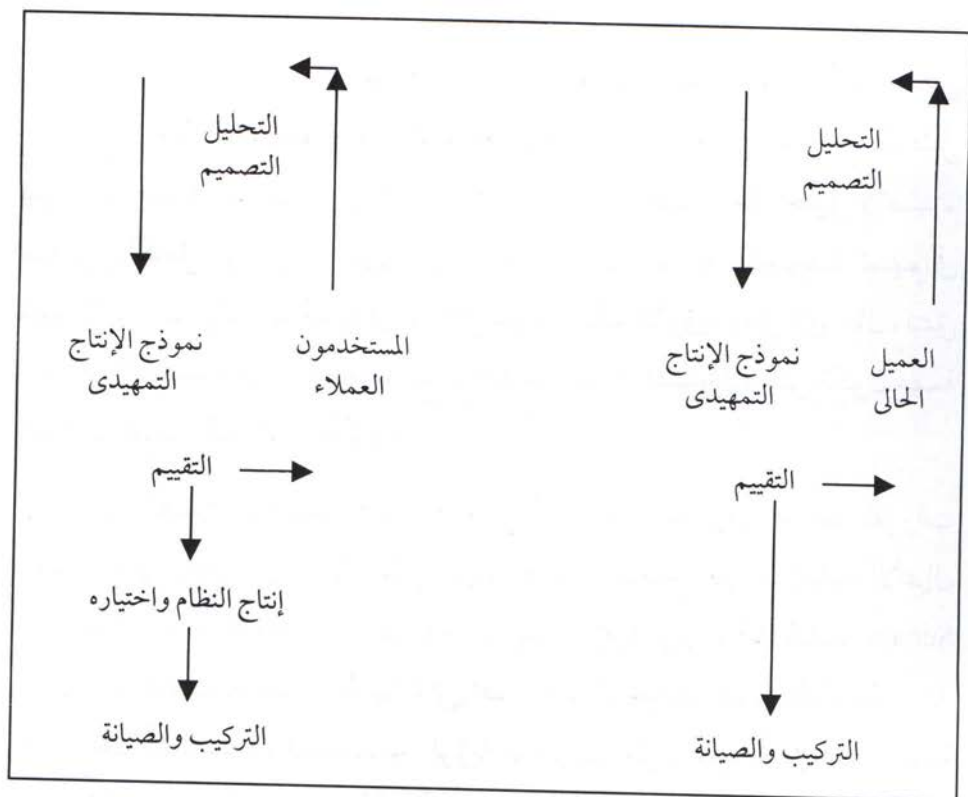 التحليل
التصميم
العميل
الحالى
نموذج الإنتاج
التمهيدى
التقييم
التركيب والصيانة
التحليل
التصميم
المستخدمون
العملاء
نموذج الإنتاج
التمهيدى
التقييم
إنتاج النظام واختياره
التركيب والصيانة